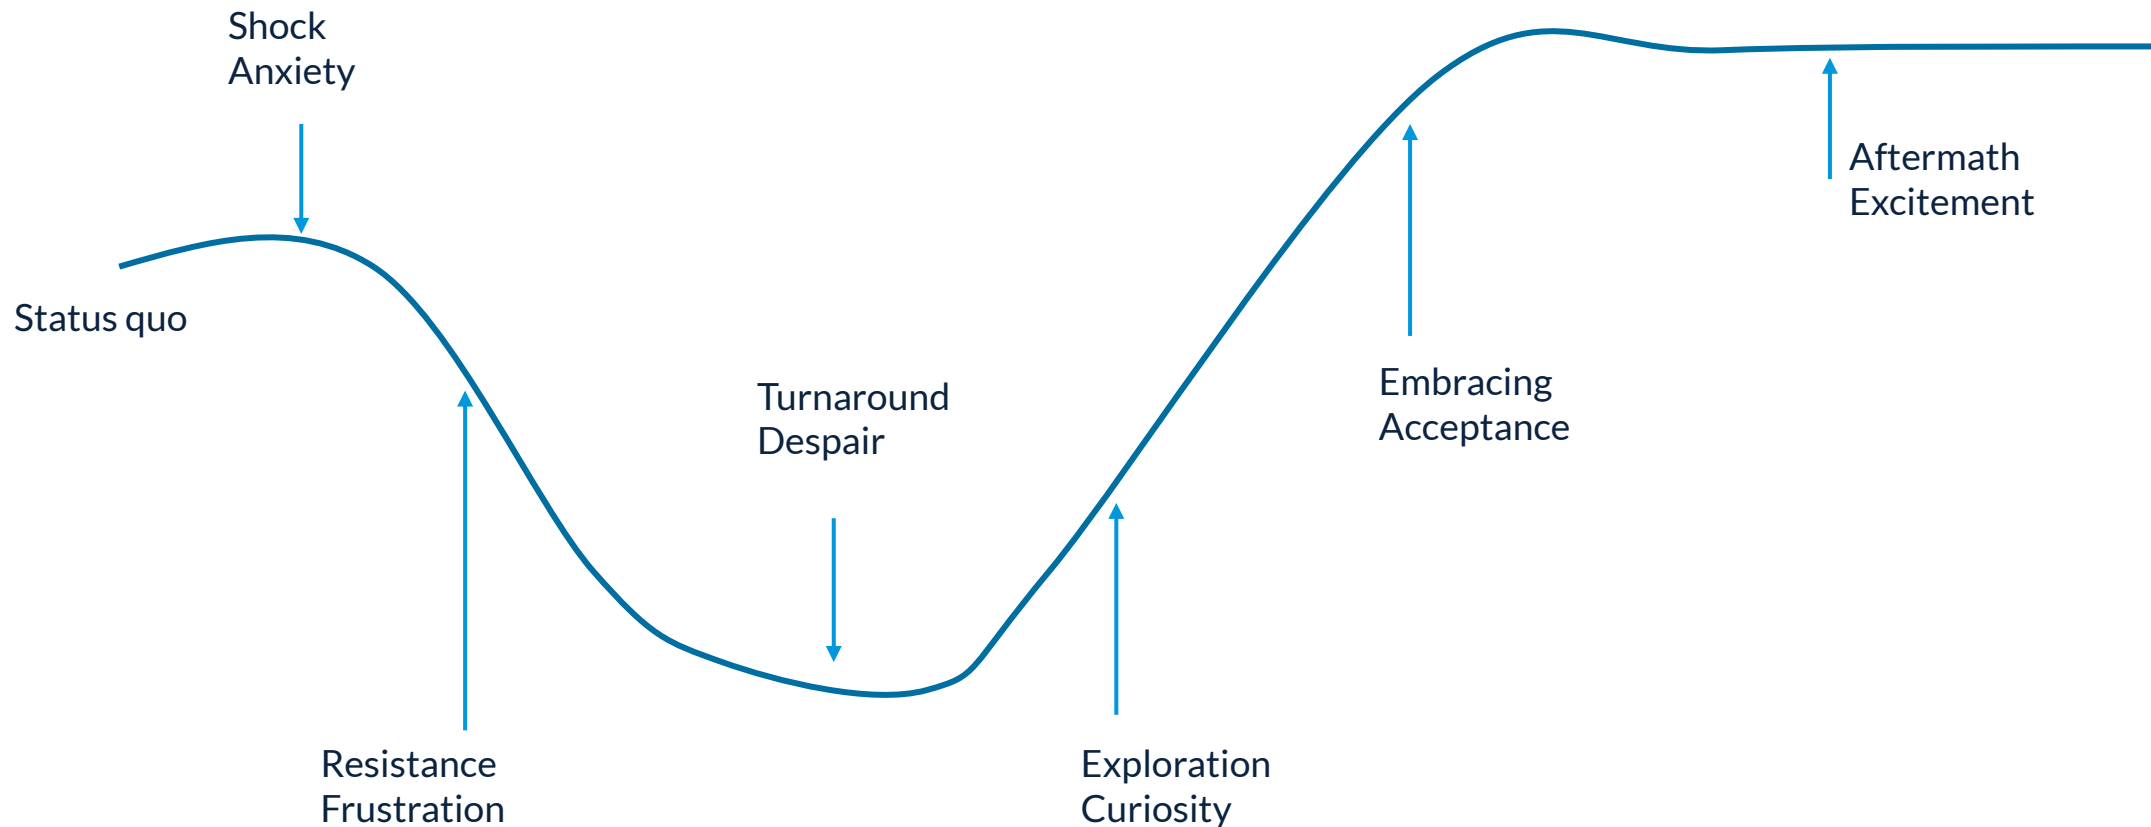 Shock
Anxiety
Status quo
Resistance
Frustration
Turnaround
Despair
Exploration
Curiosity
Embracing
Acceptance
Aftermath
Excitement